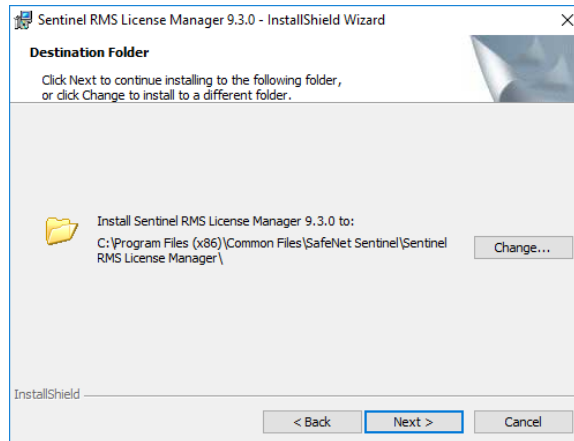 Sentinel RMS License Manager 9.3.0 - InstallShield Wizard
Destination Folder
Click Next to continue installing to the following folder,
or click Change to install to a different folder.
Install Sentinel RMS License Manager 9.3.0 to:
C:\Program Files (x86)\Common Files\SafeNet Sentinel\Sentinel
RMS License Manager\
Change...
InstallShield
< Back
Next >
Cancel